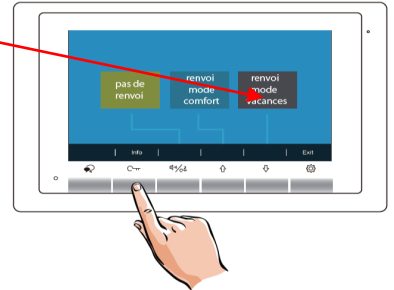 pas de
renvoi
renvoi
mode
comfort
renvoi
mode
vacances
Info
Exit